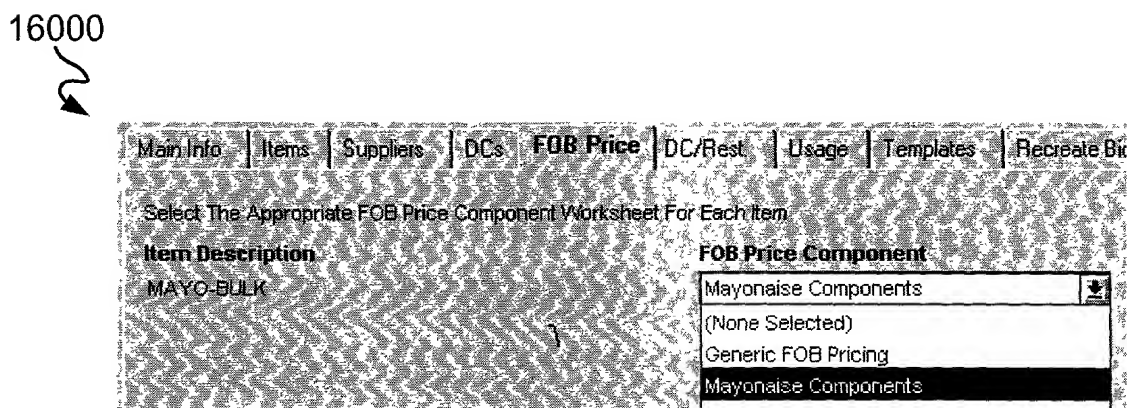 16000
Main Info Items Suppliers DCs FOB Price DC/Rest. Usage Templates Recreate
Select The Appropriate FOB Price Component Worksheet For Each Item
Item Description FOB Price Component
MAYO-BULK Mayonaise Components
(None Selected)
Generic FOB Pricing
Mayonaise Components